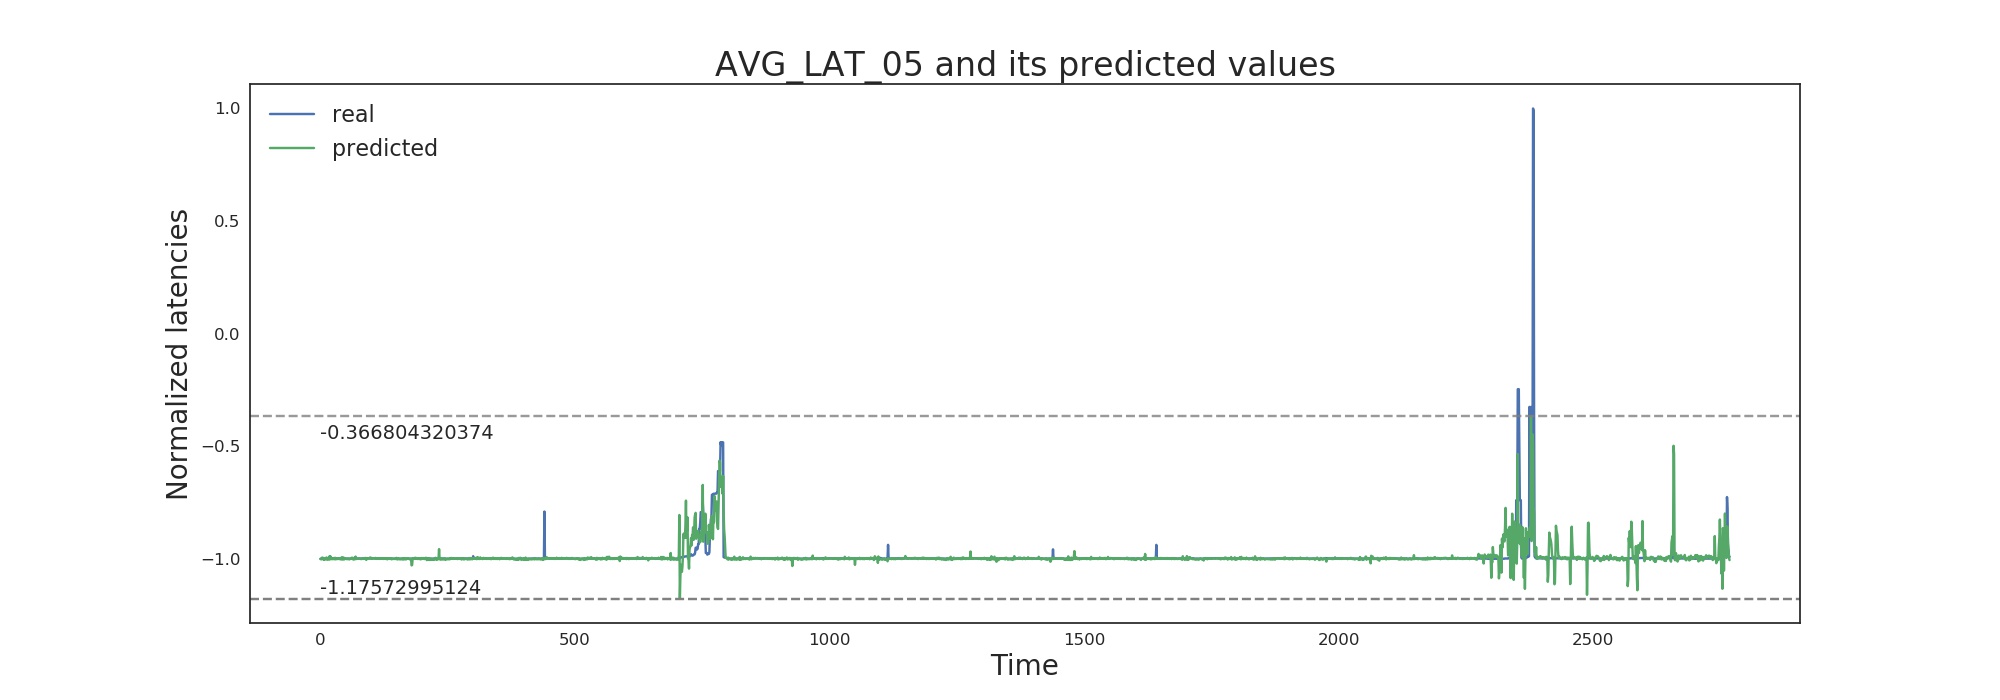 AVG_LAT_05 and its predicted values
real
predicted
Normalized latencies
1.0
0.5
0.0
−0.5
−1.0
-0.366804320374
-1.17572995124
0 500 1000 1500 2000 2500
Time